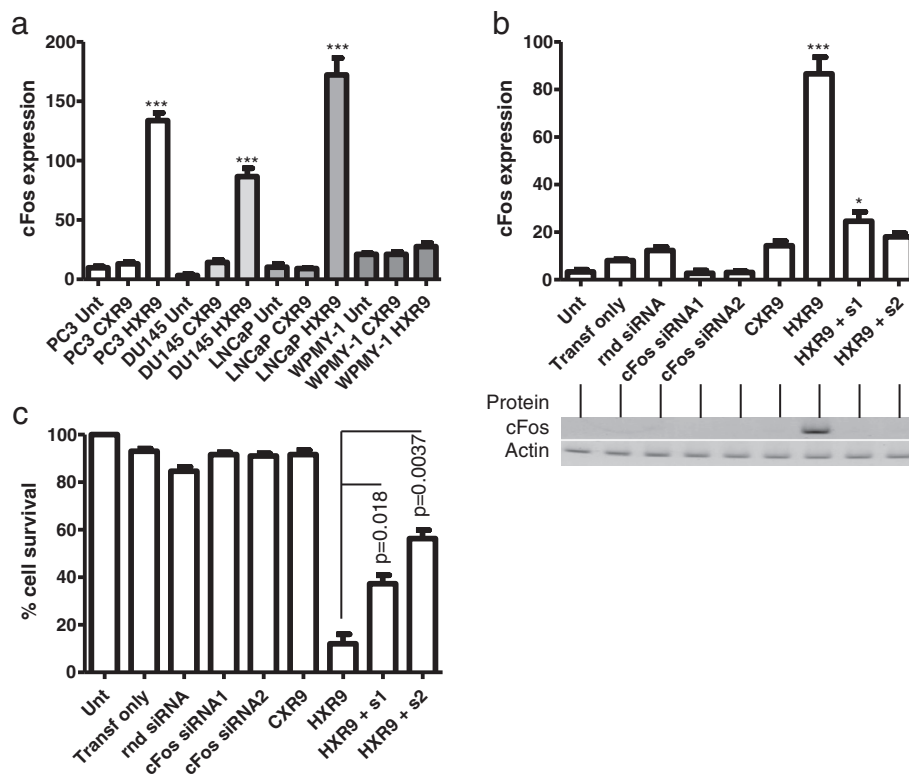 a
cFos expression
200
150
100
50
0
***
***
***
PC3 Unt
PC3 CXR9
PC3 HXR9
DU145 Unt
DU145 CXR9
DU145 HXR9
LNCaP Unt
LNCaP CXR9
LNCaP HXR9
WPMY-1 Unt
WPMY-1 CXR9
WPMY-1 HXR9
b
cFos expression
100
80
60
40
20
0
***
*
Unt
Transf only
rnd siRNA
cFos siRNA1
cFos siRNA2
CXR9
HXR9
HXR9 + s1
HXR9 + s2
Protein
cFos
Actin
c
% cell survival
100
80
60
40
20
0
p=0.018
p=0.0037
Unt
Transf only
rnd siRNA
cFos siRNA1
cFos siRNA2
CXR9
HXR9
HXR9 + s1
HXR9 + s2